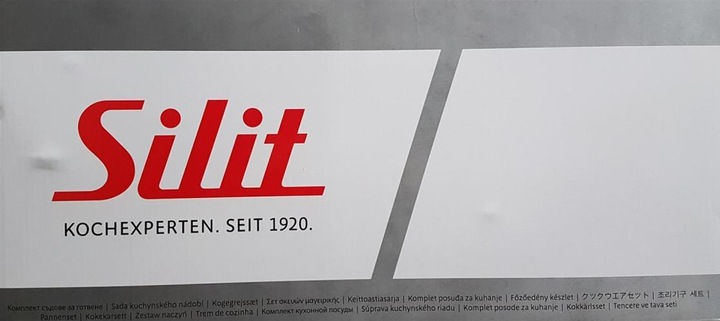 Silit
KOCHEXPERTEN. SEIT 1920.
Комплект съдове за готвене | Sada kuchynského nádobí | Kogegrejssæt | Σετ σκευών μαγειρικής | Keittoastiasarja | Komplet posuđa za kuhanje | Főzőedény készlet | クックウエアセット | 조리기구 세트 |
Pannenset | Kokekarsett | Zestaw naczyń | Trem de cozinha | Комплект кухонной посуды | Súprava kuchynského riadu | Komplet posode za kuhanje | Kokkärlsset | Tencere ve tava seti